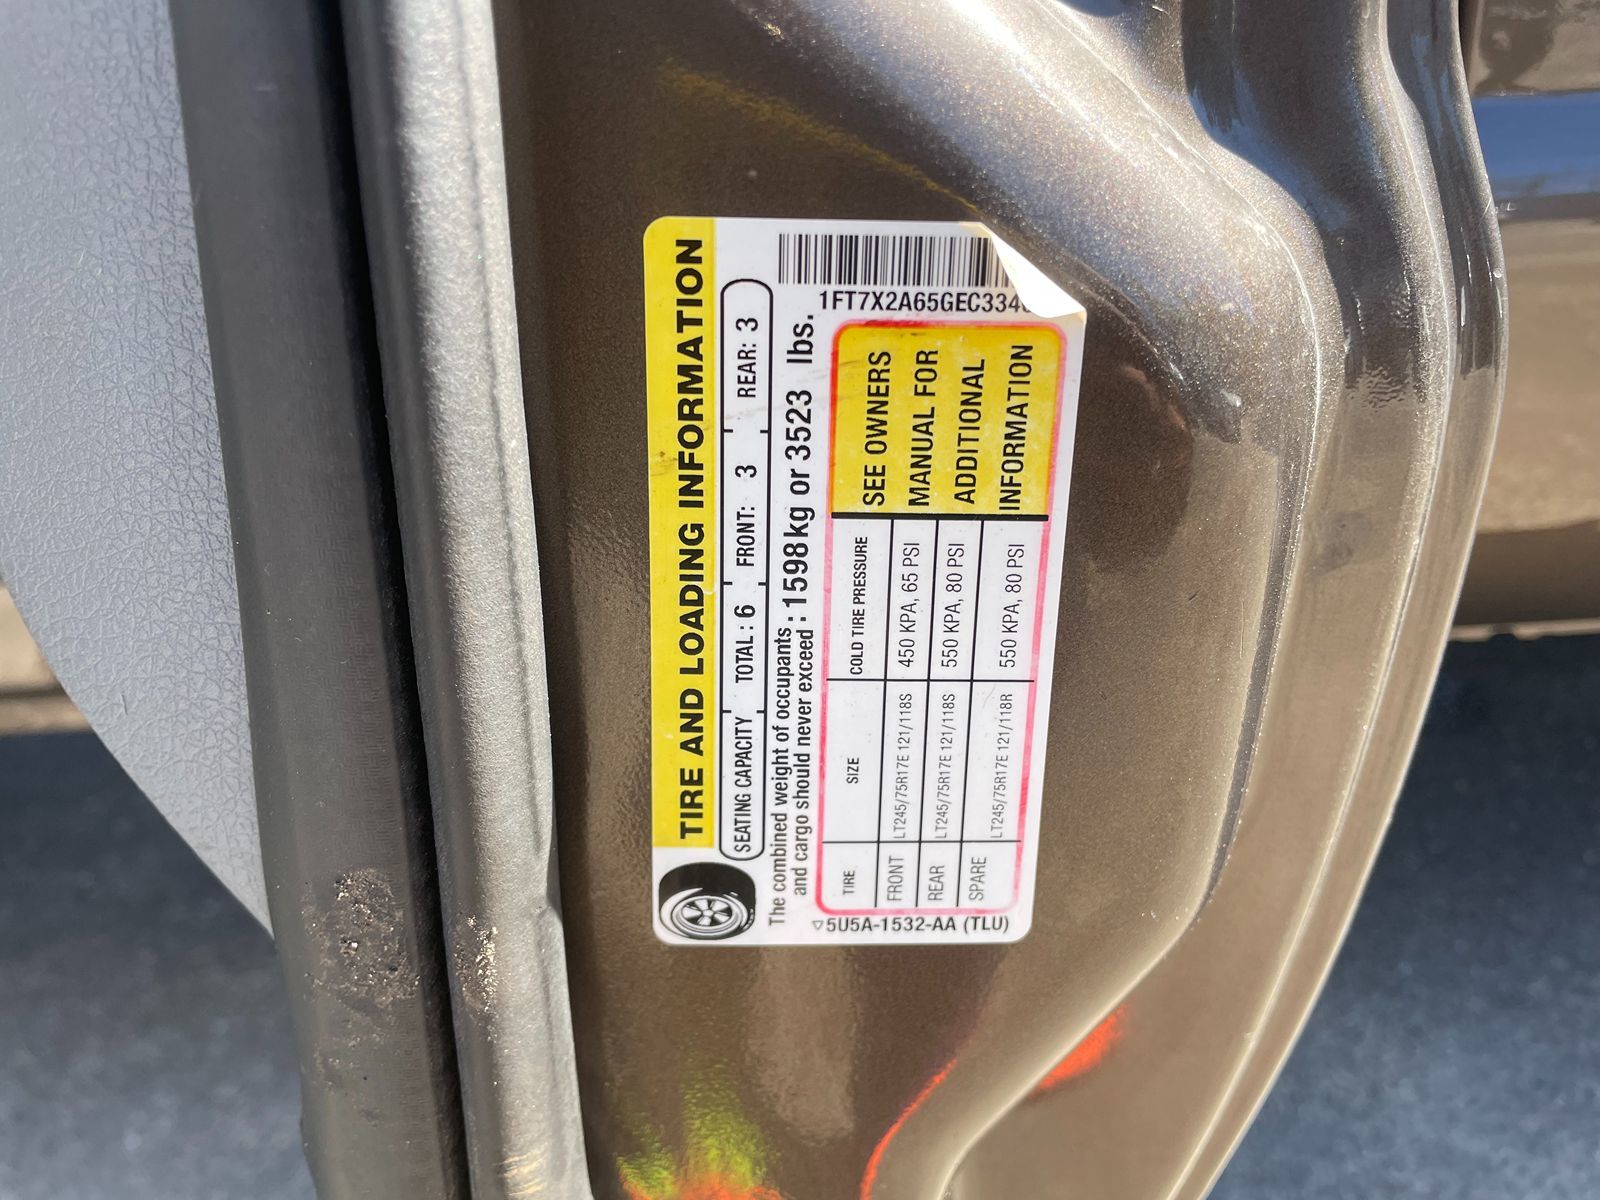 TIRE AND LOADING INFORMATION
SEATING CAPACITY TOTAL: 6 FRONT: 3 REAR: 3
The combined weight of occupants
and cargo should never exceed : 1598kg or 3523 lbs.
TIRE SIZE COLD TIRE PRESSURE
FRONT LT245/75R17E 121/118S 450 KPA, 65 PSI
REAR LT245/75R17E 121/118S 550 KPA, 80 PSI
SPARE LT245/75R17E 121/118R 550 KPA, 80 PSI
SEE OWNERS
MANUAL FOR
ADDITIONAL
INFORMATION
5U5A-1532-AA (TLU)
1FT7X2A65GEC334